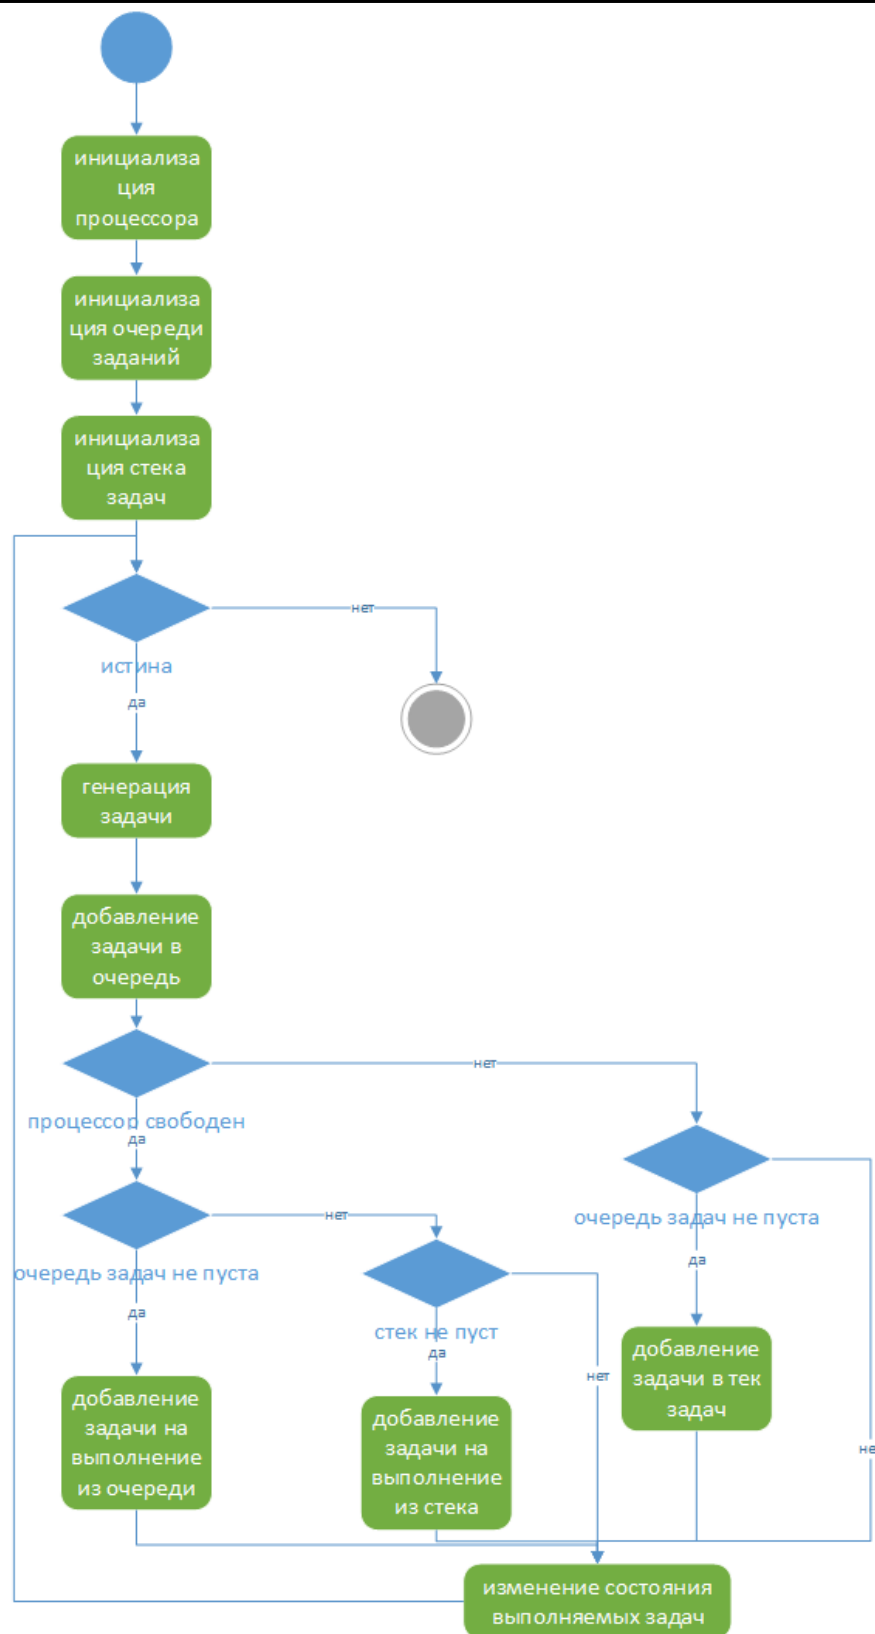 инициализа
ция
процессора
инициализа
ция очереди
заданий
инициализа
ция стека
задач
нет
истина
да
генерация
задачи
добавление
задачи в
очередь
нет
процессор свободен
да
нет
очередь задач не пуста
очередь задач не пуста
да
да
стек не пуст
да
нет
добавление
задачи в тек
задач
добавление
задачи на
выполнение
из очереди
добавление
задачи на
выполнение
из стека
не
изменение состояния
выполняемых задач